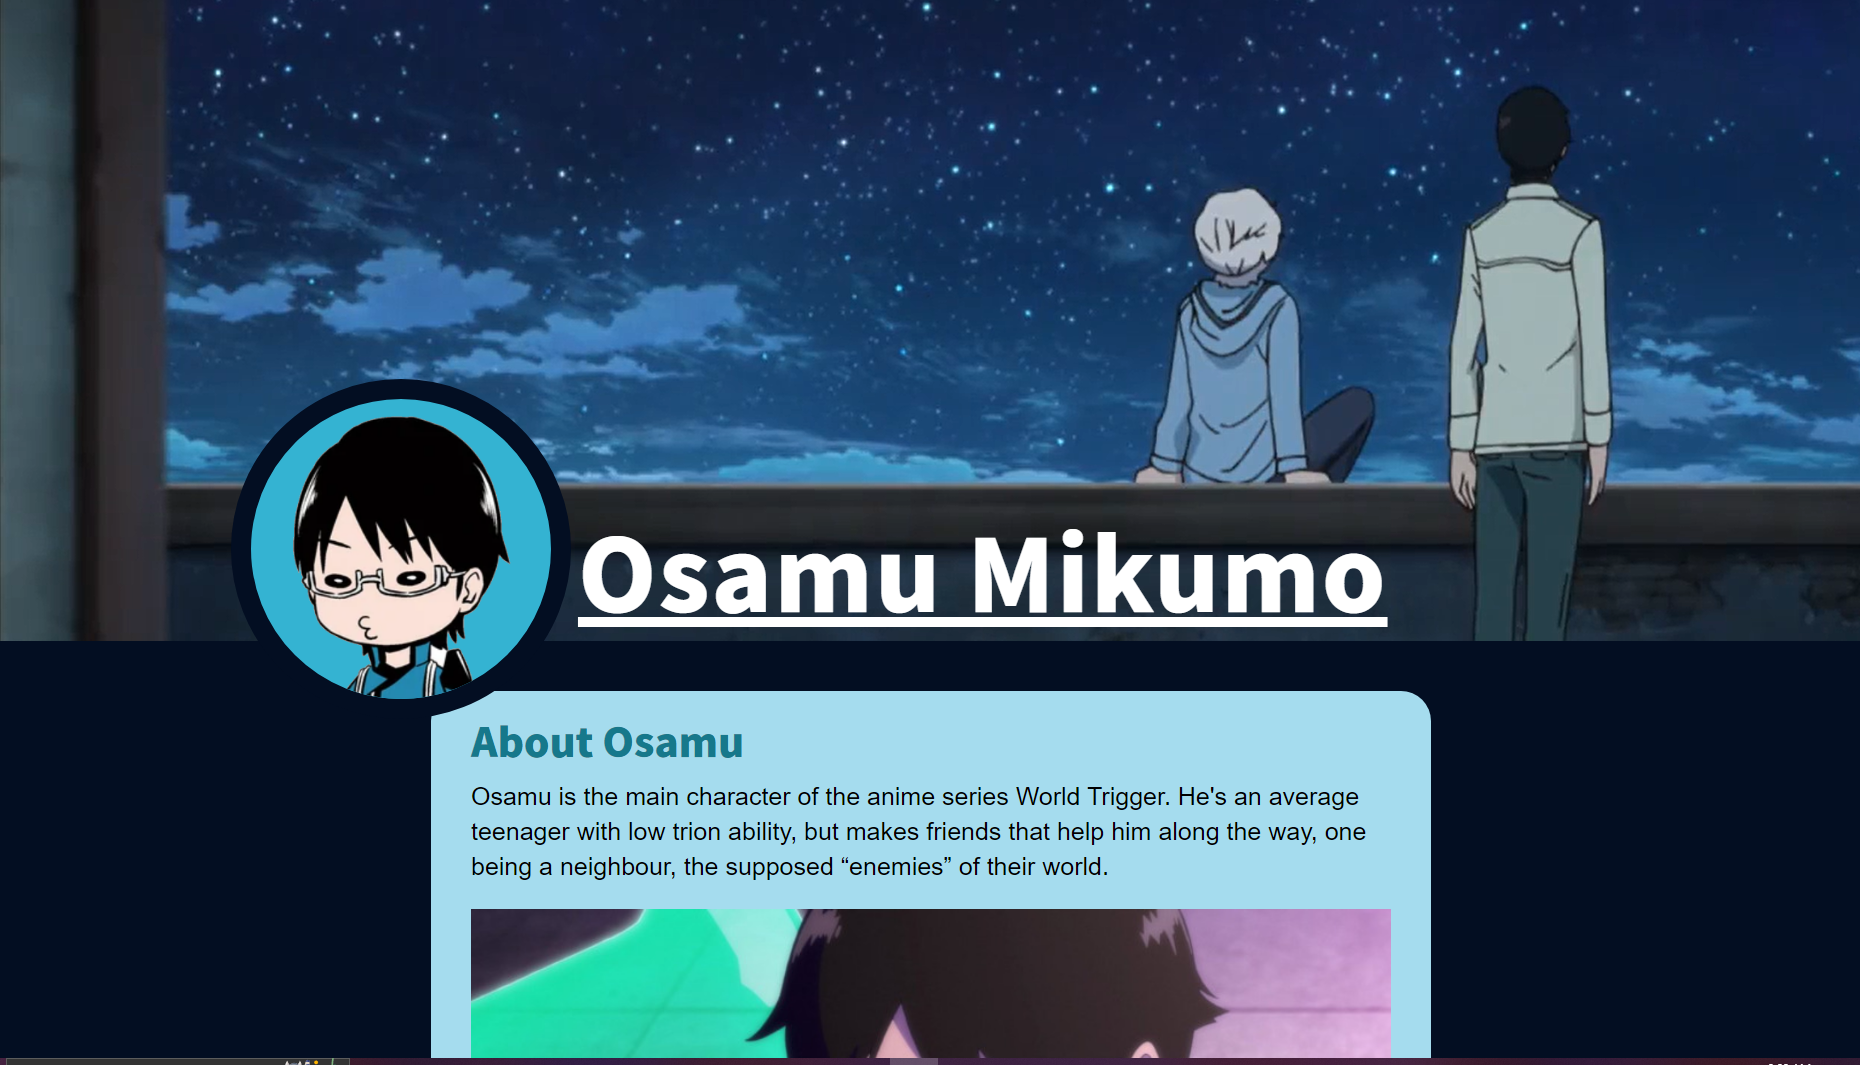 Osamu Mikumo
About Osamu
Osamu is the main character of the anime series World Trigger. He's an average
teenager with low trion ability, but makes friends that help him along the way, one
being a neighbour, the supposed “enemies” of their world.